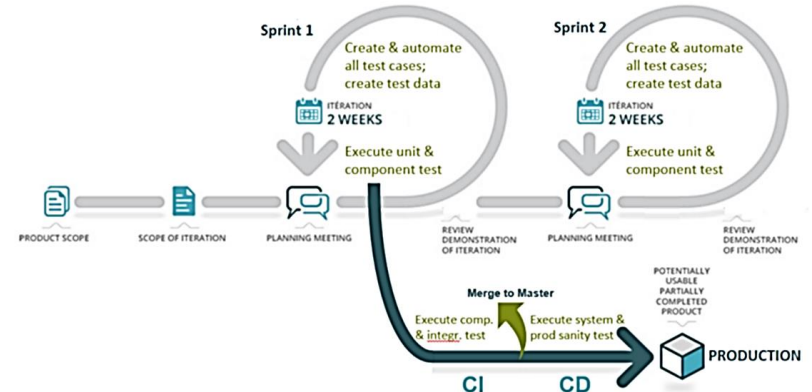 Sprint 1
Create & automate
all test cases;
create test data
ITÉRATION
2 WEEKS
Execute unit &
component test
Sprint 2
Create & automate
all test cases;
create test data
ITÉRATION
2 WEEKS
Execute unit &
component test
PRODUCT SCOPE
SCOPE OF ITERATION
PLANNING MEETING
REVIEW
DEMONSTRATION
OF ITERATION
PLANNING MEETING
REVIEW
DEMONSTRATION
OF ITERATION
Merge to Master
Execute comp.
& integr. test
Execute system &
prod sanity test
CI
CD
POTENTIALLY
USABLE
PARTIALLY
COMPLETED
PRODUCT
PRODUCTION